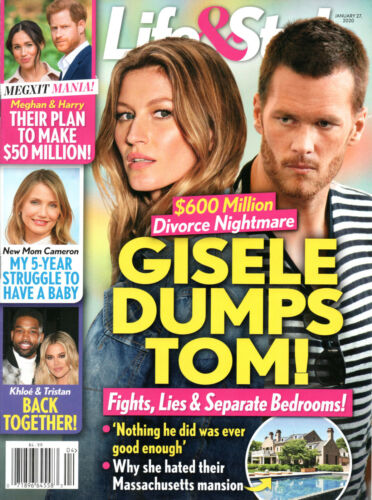 Life&Style
JANUARY 27,
2020
MEGXIT MANIA!
Meghan & Harry
THEIR PLAN
TO MAKE
$50 MILLION!
New Mom Cameron
MY 5-YEAR
STRUGGLE TO
HAVE A BABY
Khloé & Tristan
BACK
TOGETHER!
$600 Million
Divorce Nightmare
GISELE
DUMPS
TOM!
Fights, Lies & Separate Bedrooms!
• 'Nothing he did was ever
good enough'
• Why she hated their
Massachusetts mansion
04